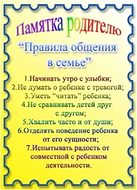 Памятка родителю
"Правила общения
в семье"
1.Начинать утро с улыбки;
2.Не думать о ребенке с тревогой;
3.Уметь "читать" ребенка;
4.Не сравнивать детей друг
с другом;
5.Хвалить часто и от души;
6.Отделять поведение ребенка
от его сущности;
7.Испытывать радость от
совместной с ребенком
деятельности.